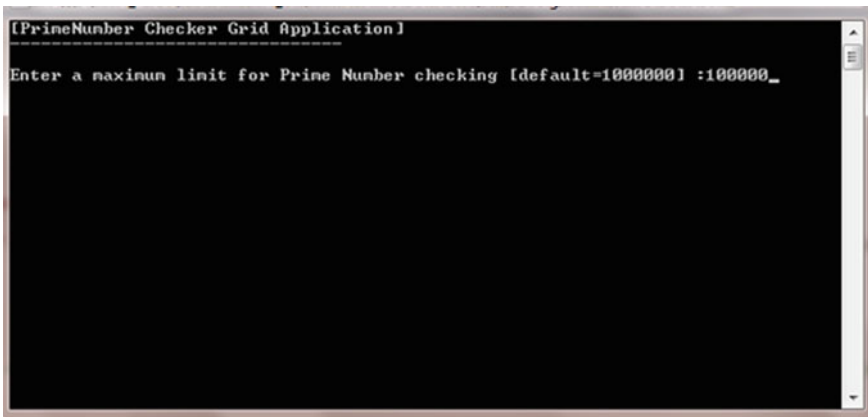 [PrimeNumber Checker Grid Application]
----------------------------------
Enter a maximum limit for Prime Number checking [default=1000000] :100000_